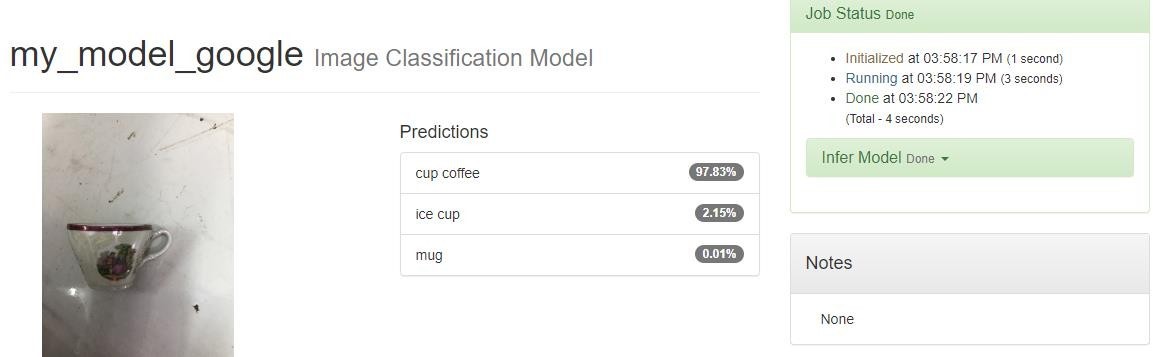 my_model_google Image Classification Model
Predictions
cup coffee 97.83%
ice cup 2.15%
mug 0.01%
Job Status Done
Initialized at 03:58:17 PM (1 second)
Running at 03:58:19 PM (3 seconds)
Done at 03:58:22 PM
(Total - 4 seconds)
Infer Model Done
Notes
None